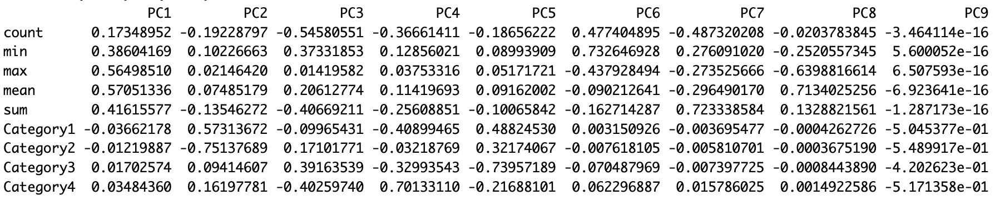 PC1 PC2 PC3 PC4 PC5 PC6 PC7 PC8 PC9
count 0.17348952 -0.19228797 -0.54580551 -0.36661411 -0.18656222 0.477404895 -0.487320208 -0.0203783845 -3.464114e-16
min 0.38604169 0.10226663 0.37331853 0.12856021 0.08993909 0.732646928 0.276091020 -0.2520557345 5.600052e-16
max 0.56498510 0.02146420 0.01419582 0.03753316 0.05171721 -0.437928494 -0.273525666 -0.6398816614 6.507593e-16
mean 0.57051336 0.07485179 0.20612774 0.11419693 0.09162002 -0.090212641 -0.296490170 0.7134025256 -6.923641e-16
sum 0.41615577 -0.13546272 -0.40669211 -0.25608851 -0.10065842 -0.162714287 0.723338584 0.1328821561 -1.287173e-16
Category1 -0.03662178 0.57313672 -0.09965431 -0.40899465 0.48824530 0.003150926 -0.003695477 -0.0004262726 -5.045377e-01
Category2 -0.01219887 -0.75137689 0.17101771 -0.03218769 0.32174067 -0.007618105 -0.005810701 -0.0003675190 -5.489917e-01
Category3 0.01702574 0.09414607 0.39163539 -0.32993543 -0.73957189 -0.070487969 -0.007397725 -0.0008443890 -4.202623e-01
Category4 0.03484360 0.16197781 -0.40259740 0.70133110 -0.21688101 0.062296887 0.015786025 0.0014922586 -5.171358e-01